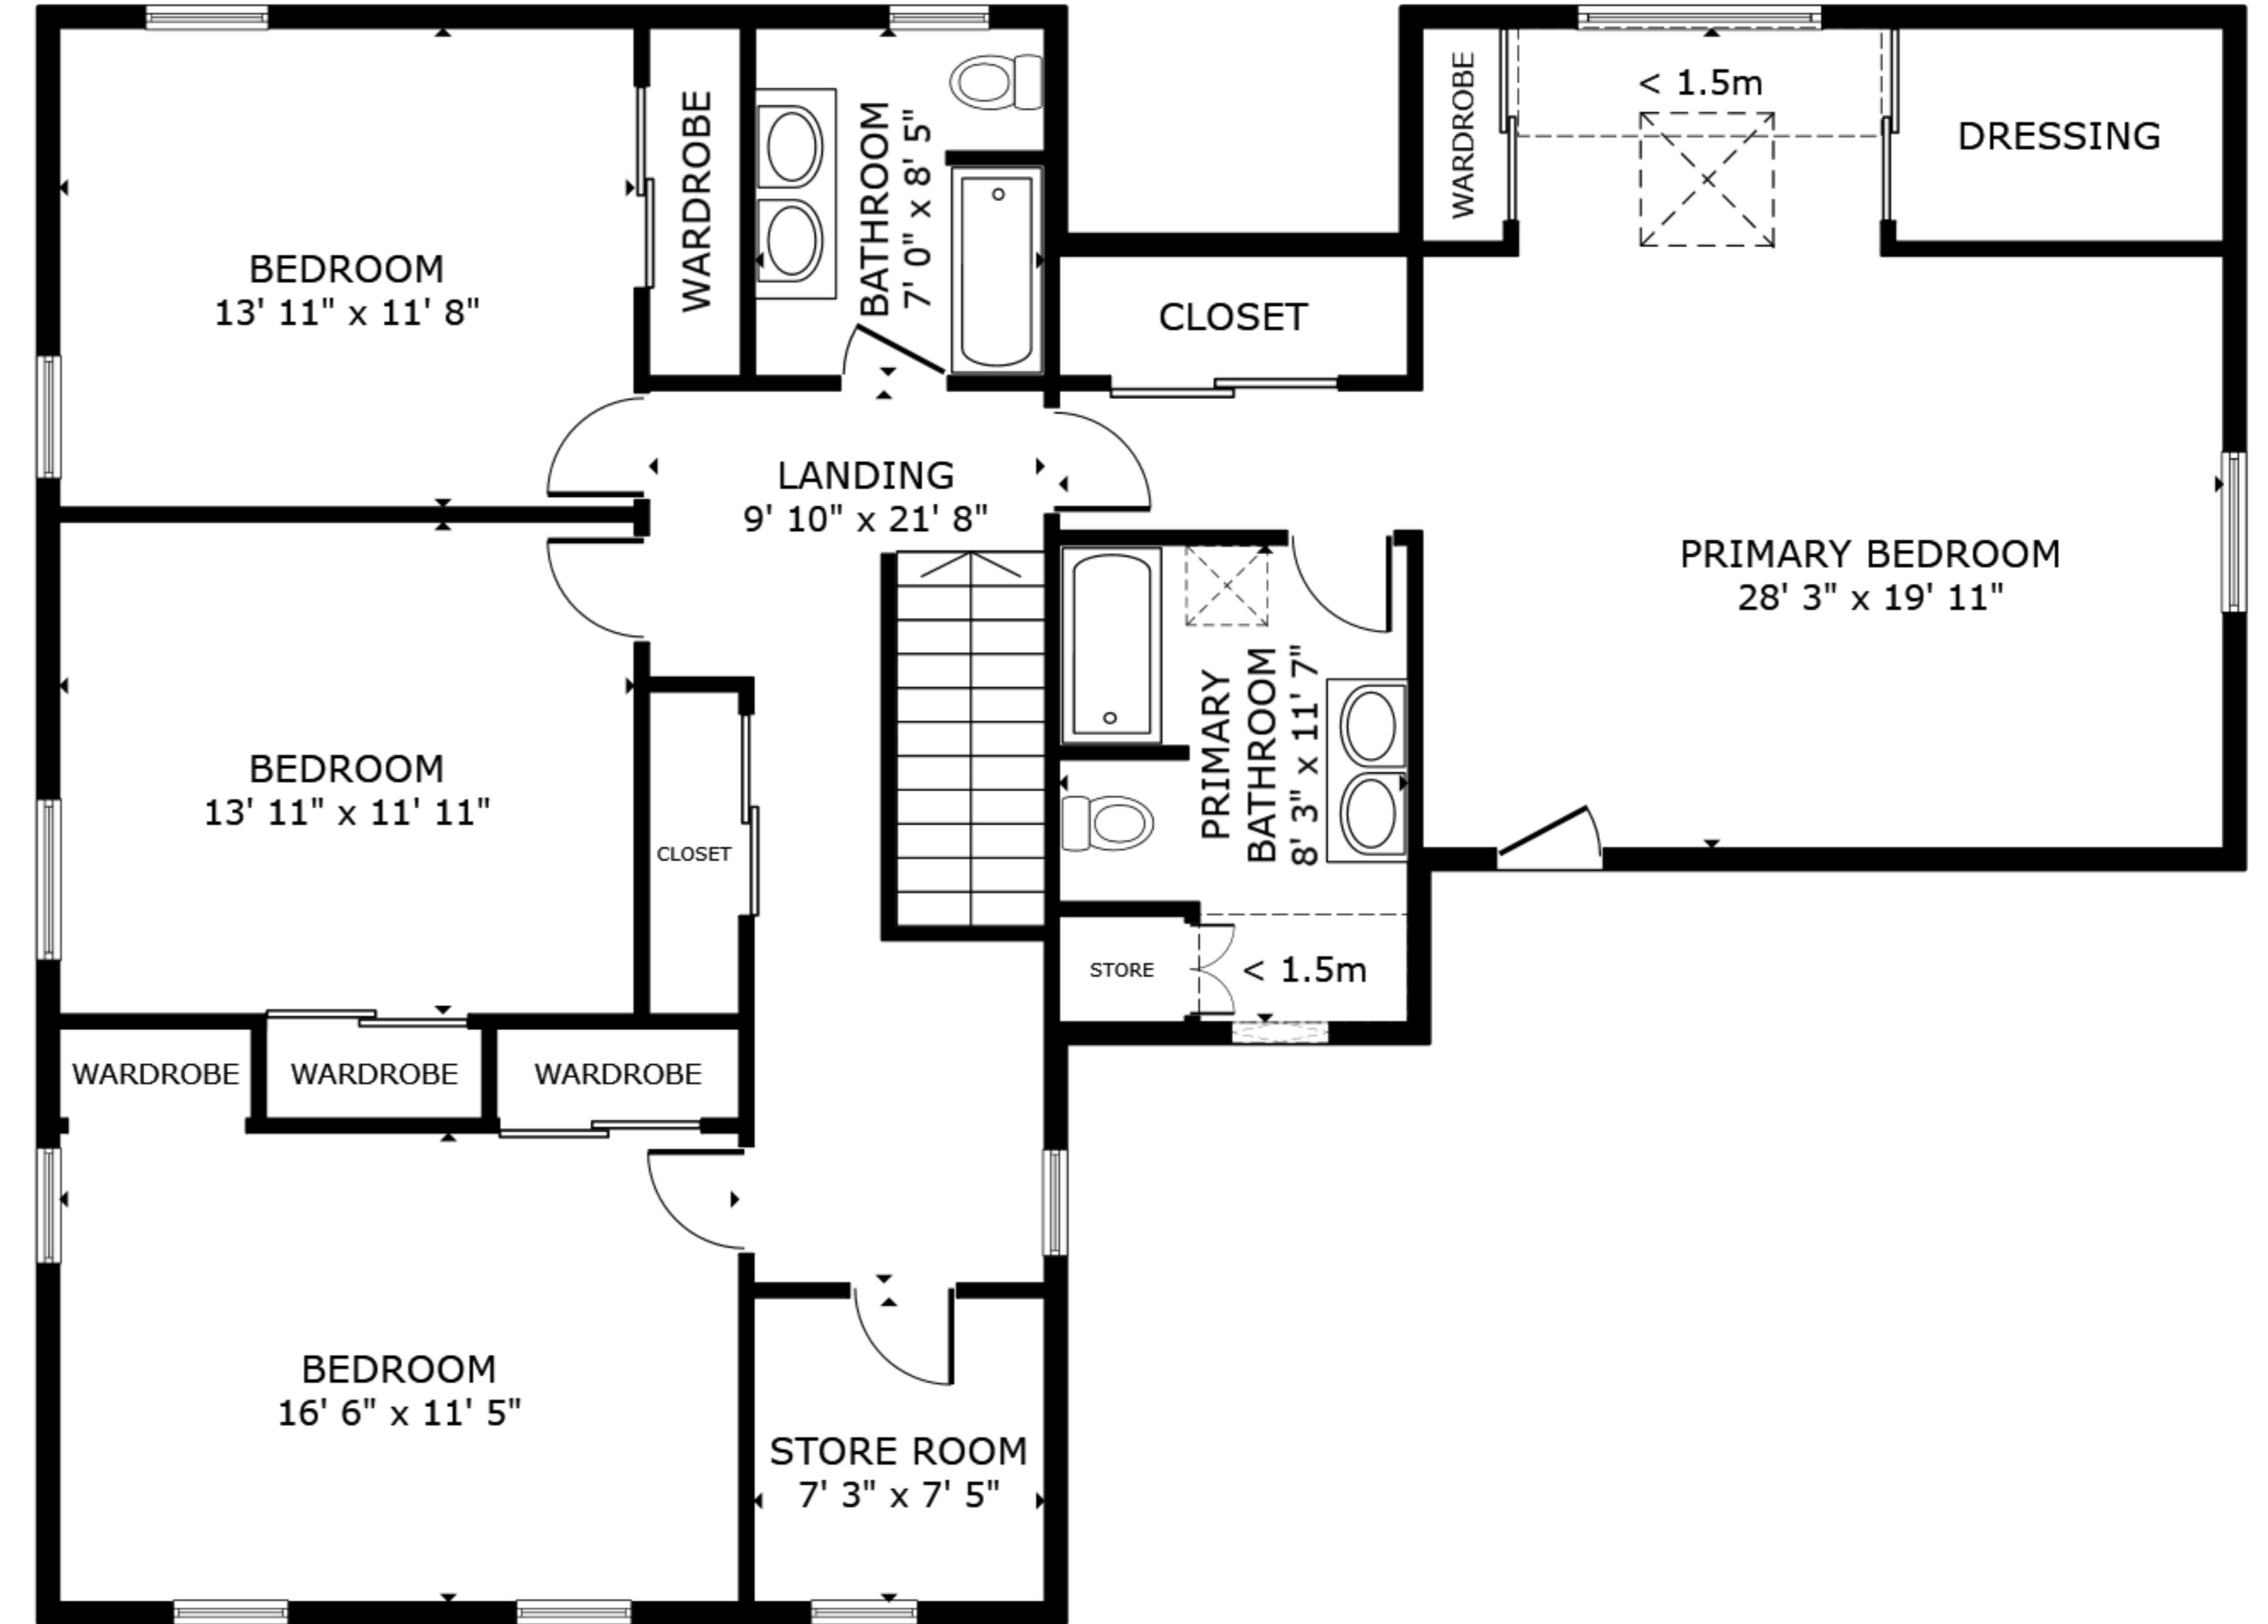 BEDROOM
13' 11" x 11' 8"
WARDROBE
BATHROOM
7' 0" x 8' 5"
WARDROBE
< 1.5m
DRESSING
CLOSET
LANDING
9' 10" x 21' 8"
PRIMARY BEDROOM
28' 3" x 19' 11"
BEDROOM
13' 11" x 11' 11"
CLOSET
PRIMARY
BATHROOM
8' 3" x 11' 7"
STORE
< 1.5m
WARDROBE
WARDROBE
WARDROBE
BEDROOM
16' 6" x 11' 5"
STORE ROOM
7' 3" x 7' 5"